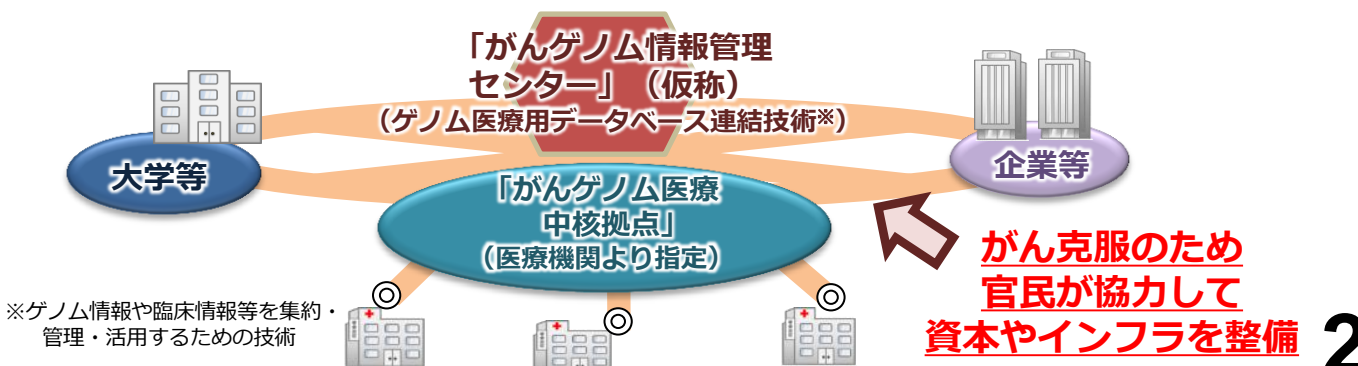 「がんゲノム情報管理
センター」（仮称）
（ゲノム医療用データベース連結技術※）
大学等
企業等
「がんゲノム医療
中核拠点」
（医療機関より指定）
がん克服のため
官民が協力して
資本やインフラを整備
◎
◎
◎
※ゲノム情報や臨床情報等を集約・
管理・活用するための技術
2